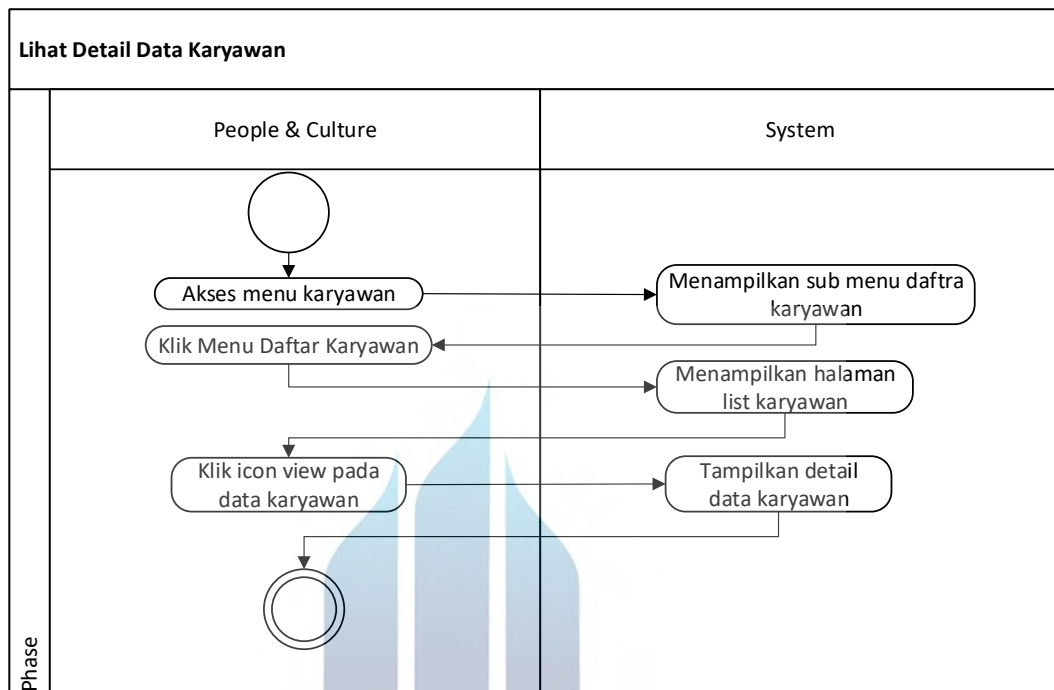 Lihat Detail Data Karyawan
People & Culture
System
Akses menu karyawan
Menampilkan sub menu daftra
karyawan
Klik Menu Daftar Karyawan
Menampilkan halaman
list karyawan
Klik icon view pada
data karyawan
Tampilkan detail
data karyawan
Phase